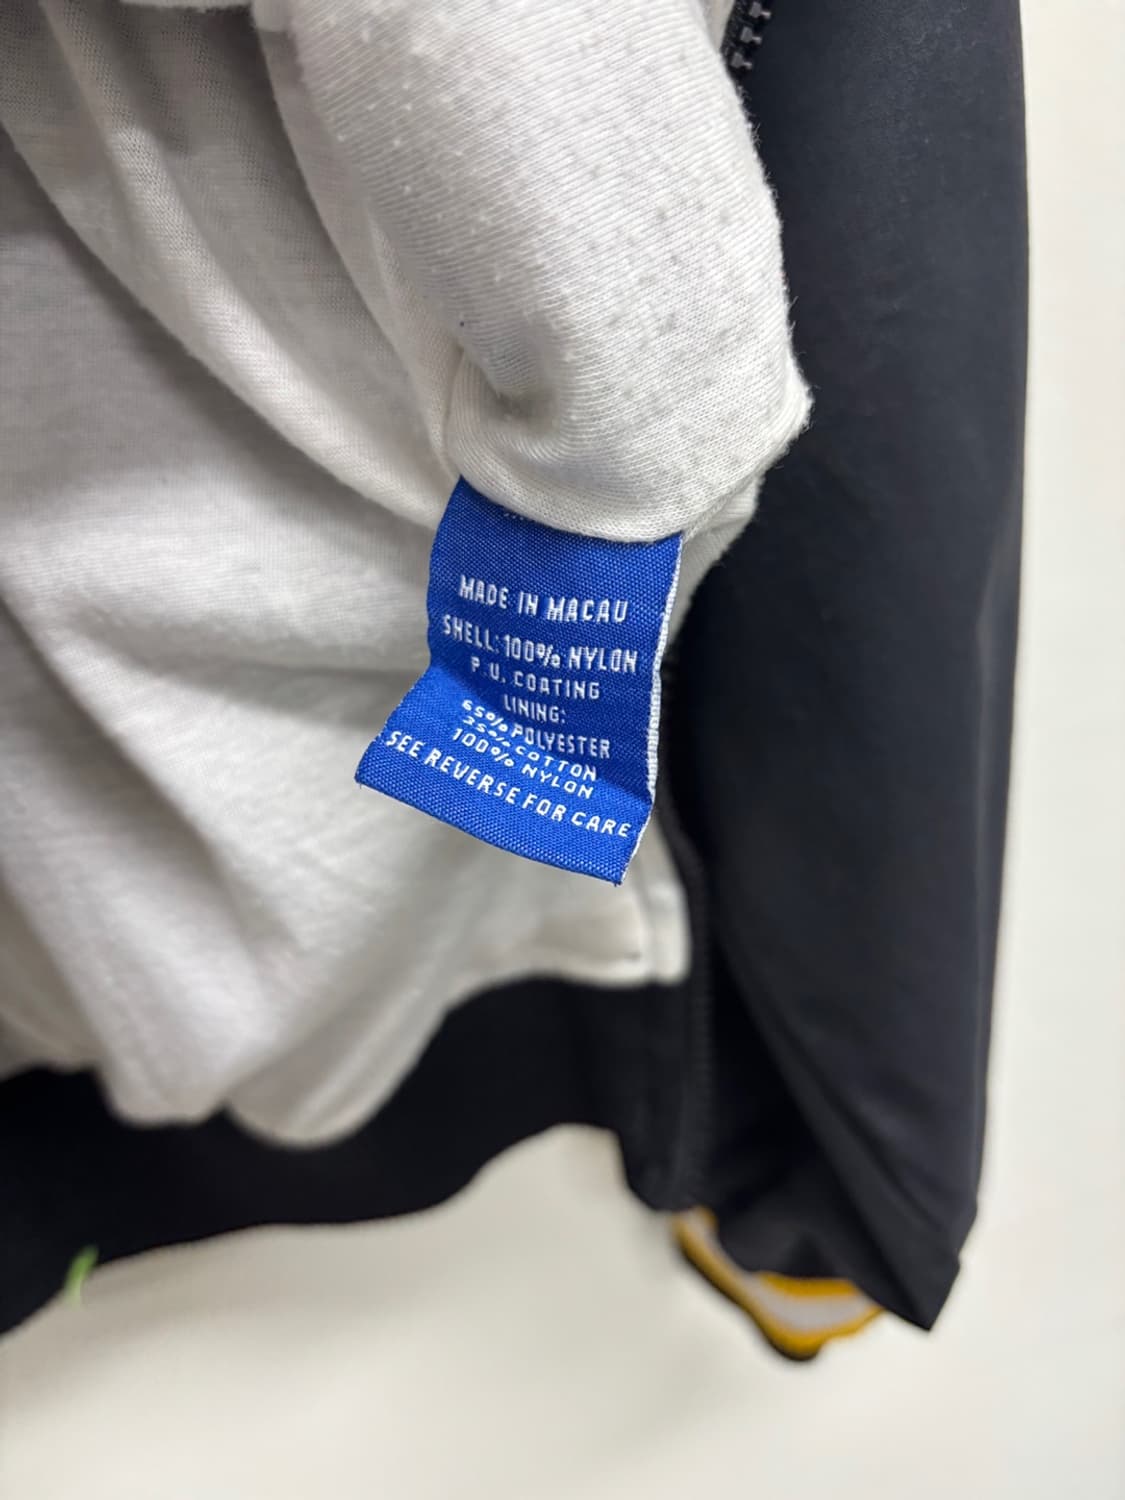 MADE IN MACAU
SHELL: 100% NYLON
P.U. COATING
LINING:
65% POLYESTER
35% COTTON
100% NYLON
SEE REVERSE FOR CARE